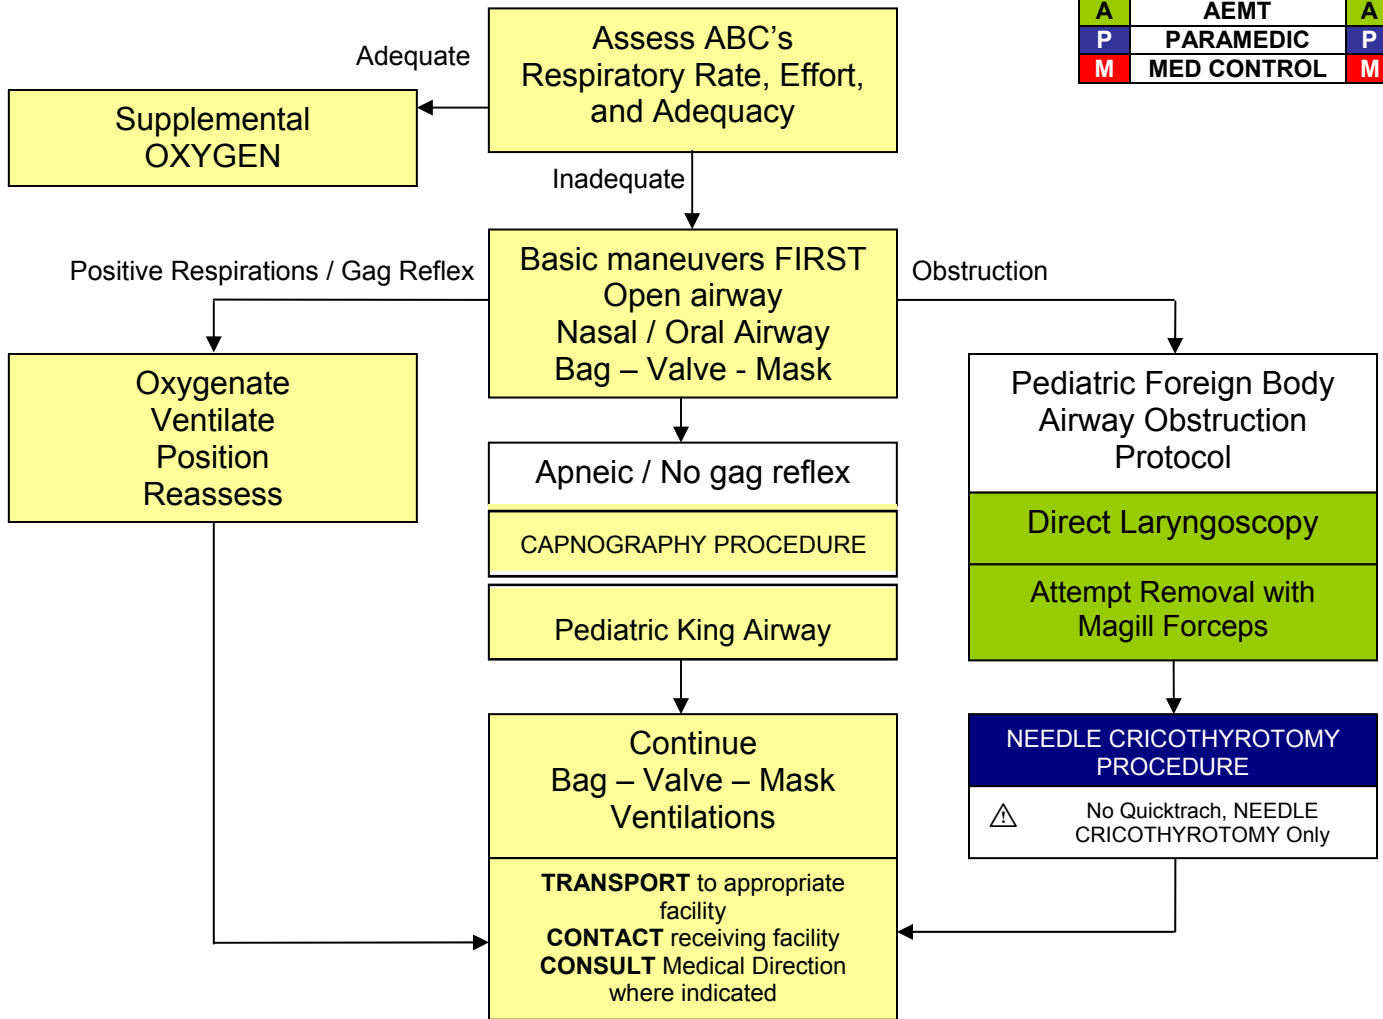 A AEMT A
P PARAMEDIC P
M MED CONTROL M
Assess ABC’s
Respiratory Rate, Effort,
and Adequacy
Adequate
Supplemental
OXYGEN
Inadequate
Basic maneuvers FIRST
Open airway
Nasal / Oral Airway
Bag – Valve - Mask
Positive Respirations / Gag Reflex
Obstruction
Oxygenate
Ventilate
Position
Reassess
Apneic / No gag reflex
CAPNOGRAPHY PROCEDURE
Pediatric King Airway
Pediatric Foreign Body
Airway Obstruction
Protocol
Direct Laryngoscopy
Attempt Removal with
Magill Forceps
NEEDLE CRICOTHYROTOMY
PROCEDURE
⚠ No Quicktrach, NEEDLE
CRICOTHYROTOMY Only
Continue
Bag – Valve – Mask
Ventilations
TRANSPORT to appropriate
facility
CONTACT receiving facility
CONSULT Medical Direction
where indicated